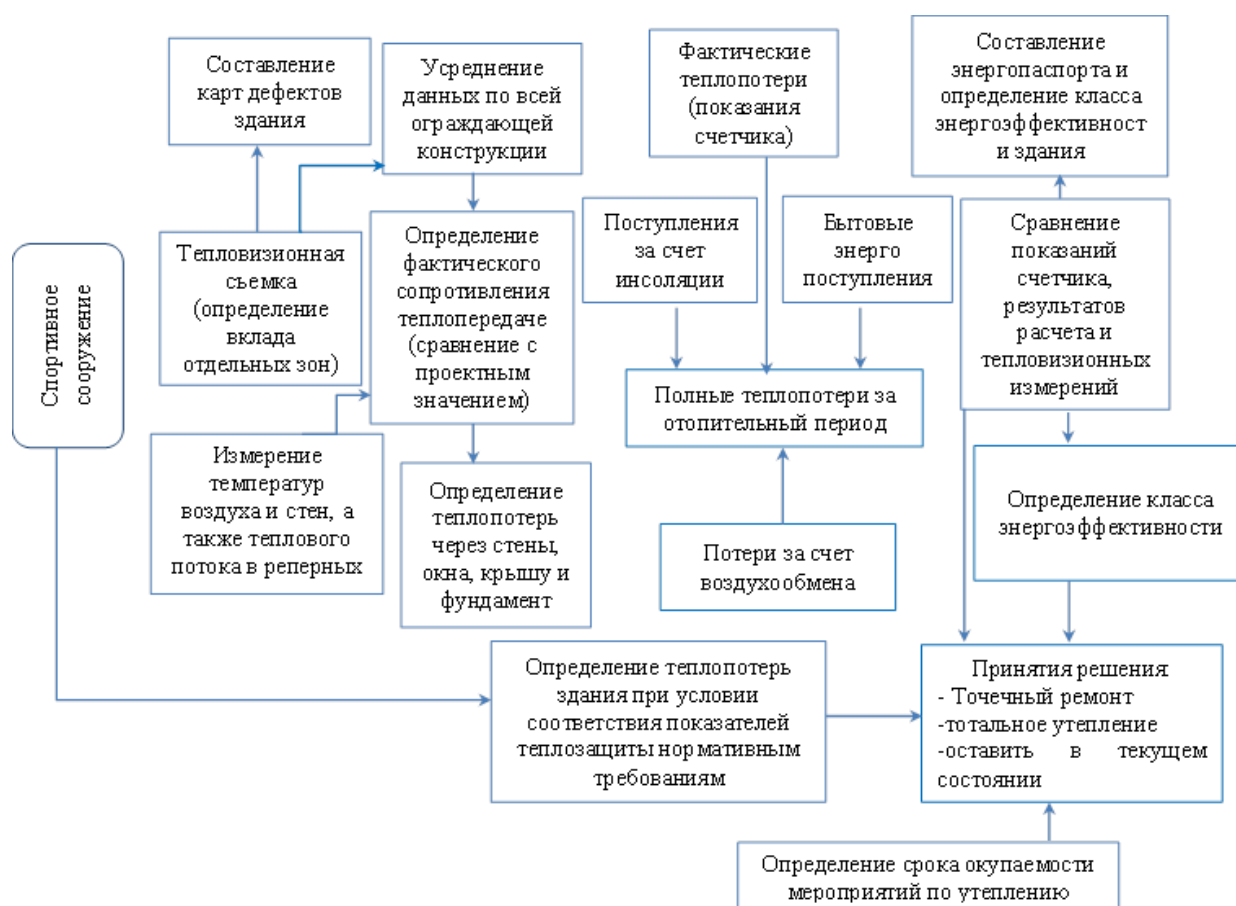 Составление
карт дефектов
здания
Усреднение
данных по всей
ограждающей
конструкции
Фактические
теплопотери
(показания
счетчика)
Составление
энергопаспорта и
определение класса
энергоэффективност
и здания
Спортивное
сооружение
Тепловизионная
съемка
(определение
вклада
отдельных зон)
Определение
фактического
сопротивления
теплопередаче
(сравнение с
проектным
значением)
Поступления
за счет
инсоляции
Бытовые
энерго
поступления
Сравнение
показаний
счетчика,
результатов
расчета и
тепловизионных
измерений
Полные теплопотери за
отопительный период
Измерение
температур
воздуха и стен, а
также теплового
потока в реперных
Определение
теплопотерь
через стены,
окна, крышу и
фундамент
Потери за счет
воздухообмена
Определение класса
энергоэффективности
Определение теплопотерь
здания при условии
соответствия показателей
теплозащиты нормативным
требованиям
Принятия решения:
- Точечный ремонт
-тотальное утепление
-оставить в текущем
состоянии
Определение срока окупаемости
мероприятий по утеплению